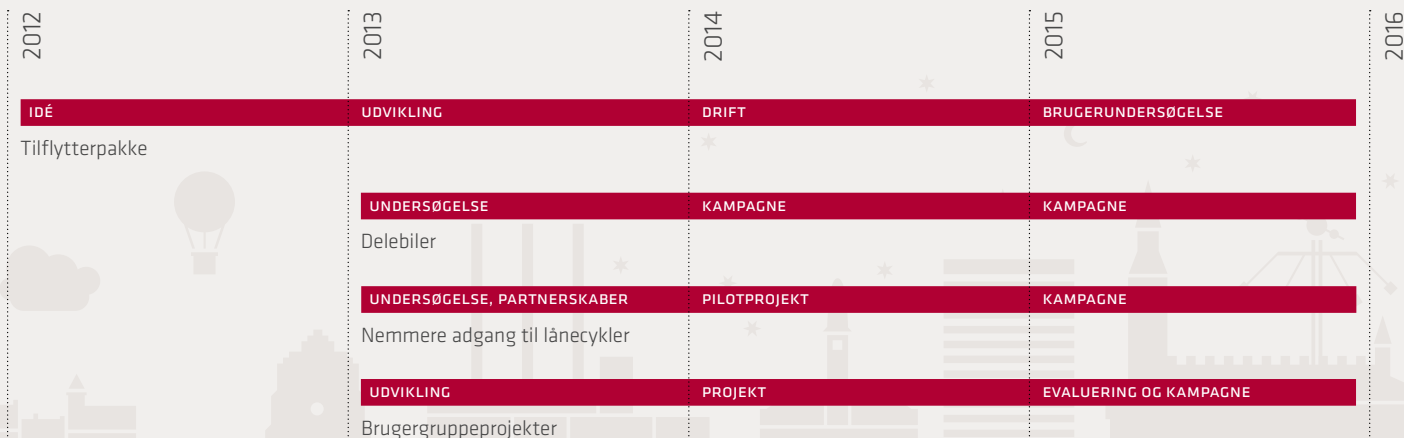 2012 2013 2014 2015 2016
IDÉ UDVIKLING DRIFT BRUGERUNDERSØGELSE
Tilflytterpakke
UNDERSØGELSE KAMPAGNE KAMPAGNE
Delebiler
UNDERSØGELSE, PARTNERSKABER PILOTPROJEKT KAMPAGNE
Nemmere adgang til lånecykler
UDVIKLING PROJEKT EVALUERING OG KAMPAGNE
Brugergruppeprojekter